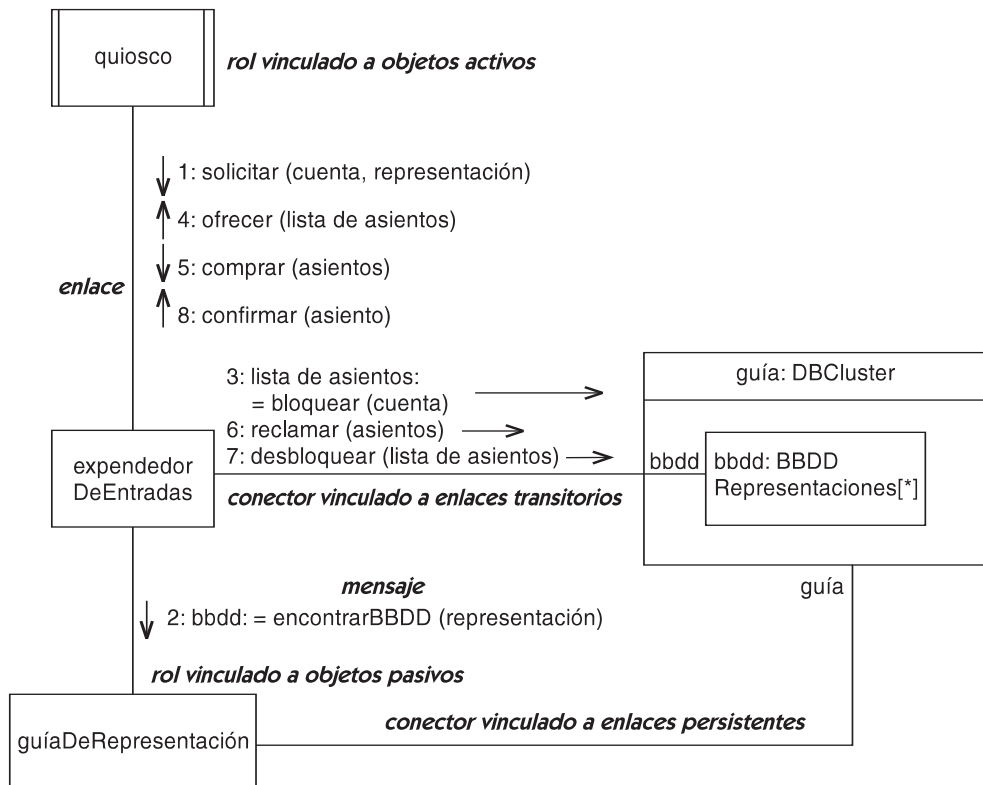 quiosco
rol vinculado a objetos activos
1: solicitar (cuenta, representación)
4: ofrecer (lista de asientos)
5: comprar (asientos)
enlace
8: confirmar (asiento)
3: lista de asientos:
= bloquear (cuenta)
6: reclamar (asientos)
7: desbloquear (lista de asientos)
guía: DBCluster
expendedor
DeEntradas
bbdd
bbdd: BBDD
Representaciones[*]
conector vinculado a enlaces transitorios
mensaje
guía
2: bbdd: = encontrarBBDD (representación)
rol vinculado a objetos pasivos
guíaDeRepresentación
conector vinculado a enlaces persistentes